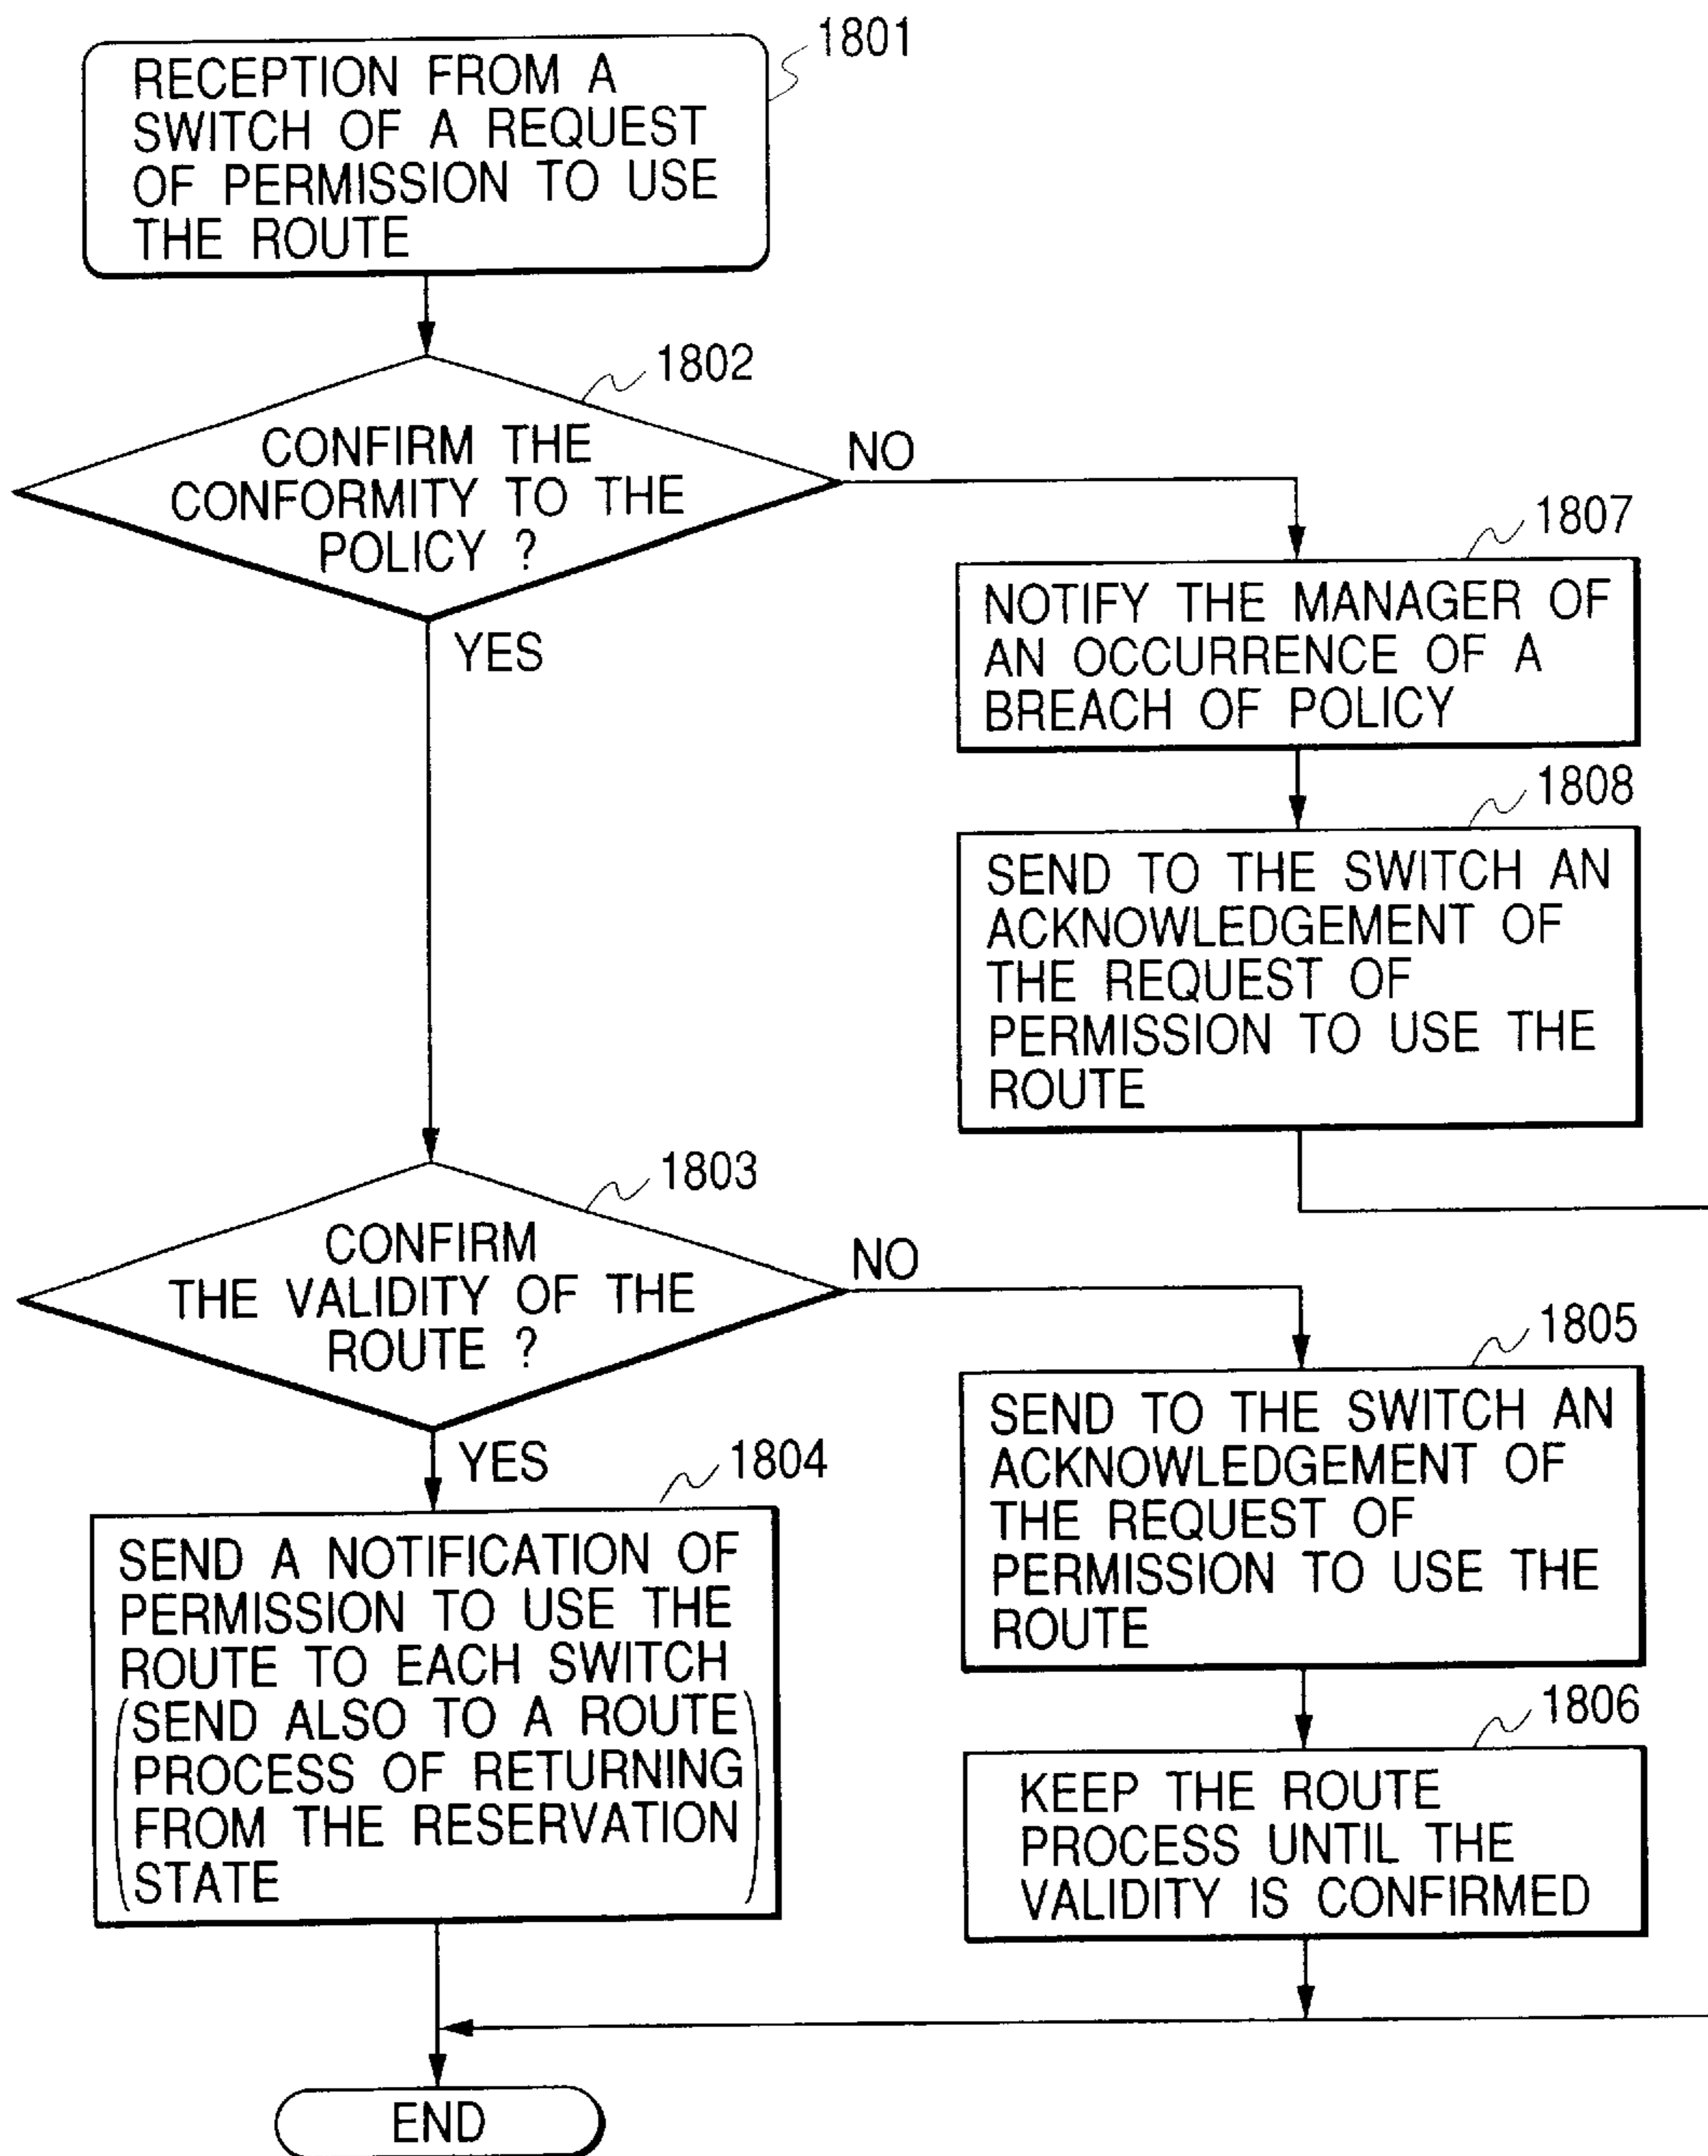 1801
RECEPTION FROM A
SWITCH OF A REQUEST
OF PERMISSION TO USE
THE ROUTE
1802
CONFIRM THE
CONFORMITY TO THE
POLICY ?
NO
YES
1807
NOTIFY THE MANAGER OF
AN OCCURRENCE OF A
BREACH OF POLICY
1808
SEND TO THE SWITCH AN
ACKNOWLEDGEMENT OF
THE REQUEST OF
PERMISSION TO USE THE
ROUTE
1803
CONFIRM
THE VALIDITY OF THE
ROUTE ?
NO
YES
1804
SEND A NOTIFICATION OF
PERMISSION TO USE THE
ROUTE TO EACH SWITCH
(SEND ALSO TO A ROUTE
PROCESS OF RETURNING
FROM THE RESERVATION
STATE)
1805
SEND TO THE SWITCH AN
ACKNOWLEDGEMENT OF
THE REQUEST OF
PERMISSION TO USE THE
ROUTE
1806
KEEP THE ROUTE
PROCESS UNTIL THE
VALIDITY IS CONFIRMED
END